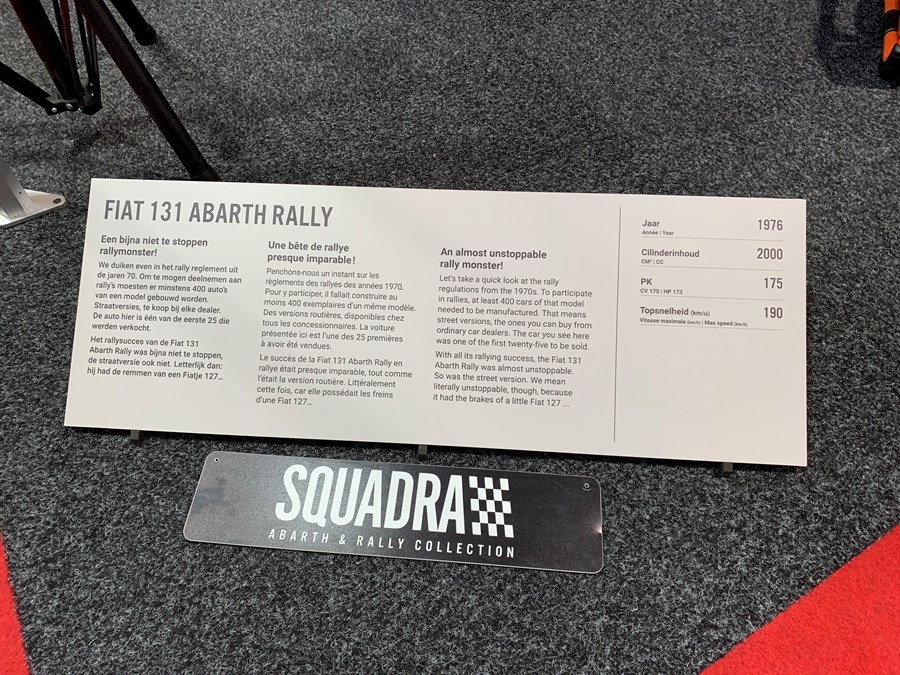 FIAT 131 ABARTH RALLY
Een bijna niet te stoppen
rallymonster!
We duiken even in het rally reglement uit
de jaren 70. Om te mogen deelnemen aan
rally's moesten er minstens 400 auto's
van een model gebouwd worden.
Straatversies, te koop bij elke dealer.
De auto hier is één van de eerste 25 die
werden verkocht.
Het rallysucces van de Fiat 131
Abarth Rally was bijna niet te stoppen,
de straatversie ook niet. Letterlijk dan:
hij had de remmen van een Fiatje 127...
Une bête de rallye
presque imparable !
Penchons-nous un instant sur les
règlements des rallyes des années 1970.
Pour y participer, il fallait construire au
moins 400 exemplaires d'un même modèle.
Des versions routières, disponibles chez
tous les concessionnaires. La voiture
présentée ici est l'une des 25 premières
à avoir été vendues.
Le succès de la Fiat 131 Abarth Rally en
rallye était presque imparable, tout comme
l'était la version routière. Littéralement
cette fois, car elle possédait les freins
d'une Fiat 127...
An almost unstoppable
rally monster!
Let's take a quick look at the rally
regulations from the 1970s. To participate
in rallies, at least 400 cars of that model
needed to be manufactured. That means
street versions, the ones you can buy from
ordinary car dealers. The car you see here
was one of the first twenty-five to be sold.
With all its rallying success, the Fiat 131
Abarth Rally was almost unstoppable.
So was the street version. We mean
literally unstoppable, though, because
it had the brakes of a little Fiat 127 ...
Jaar 1976
Année | Year
Cilinderinhoud 2000
CM³ | CC
PK 175
CV 175 | HP 173
Topsnelheid (km/u) 190
Vitesse maximale (km/h) | Max speed (km/h)
SQUADRA
ABARTH & RALLY COLLECTION